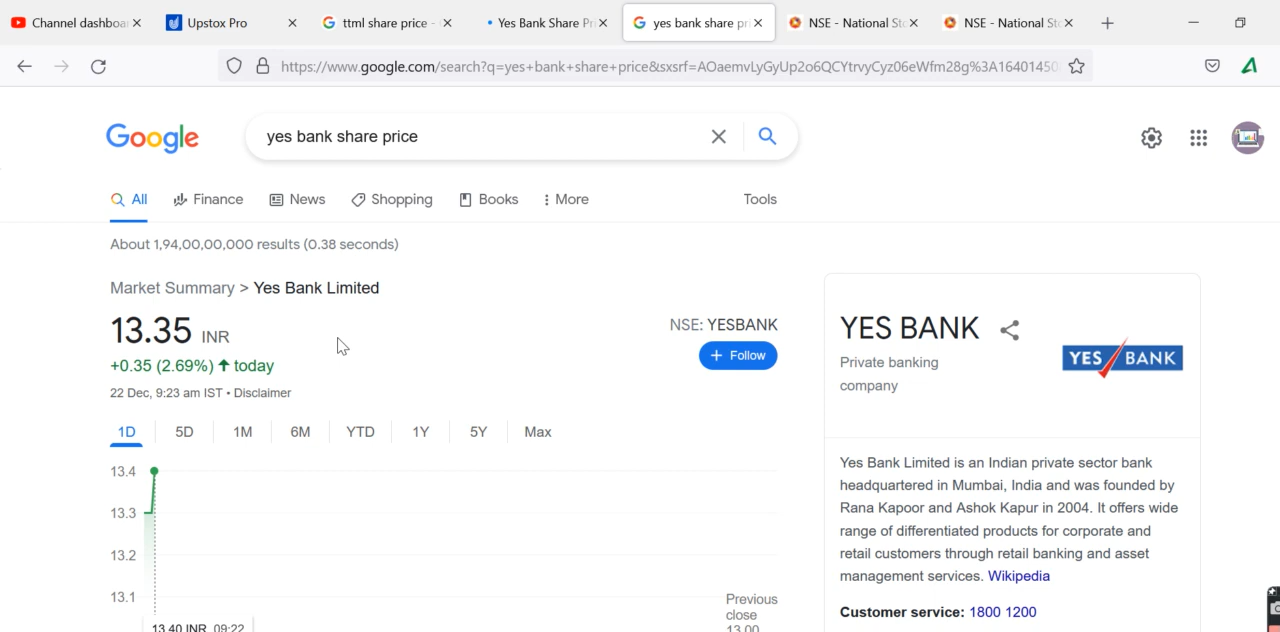 Channel dashboar
Upstox Pro
ttml share price -
Yes Bank Share Pri
yes bank share pri
NSE - National Sto
NSE - National Sto
https://www.google.com/search?q=yes+bank+share+price&sxsrf=AOaemvLyGyUp2o6QCYtrvyCyz06eWfm28g%3A16401450
Google
yes bank share price
All
Finance
News
Shopping
Books
More
Tools
About 1,94,00,00,000 results (0.38 seconds)
Market Summary > Yes Bank Limited
13.35 INR
+0.35 (2.69%) ↑ today
22 Dec, 9:23 am IST • Disclaimer
NSE: YESBANK
+ Follow
1D
5D
1M
6M
YTD
1Y
5Y
Max
13.4
13.3
13.2
13.1
13.40 INR 09:22
Previous
close
13.00
YES BANK
Private banking
company
YES BANK
Yes Bank Limited is an Indian private sector bank
headquartered in Mumbai, India and was founded by
Rana Kapoor and Ashok Kapur in 2004. It offers wide
range of differentiated products for corporate and
retail customers through retail banking and asset
management services. Wikipedia
Customer service: 1800 1200